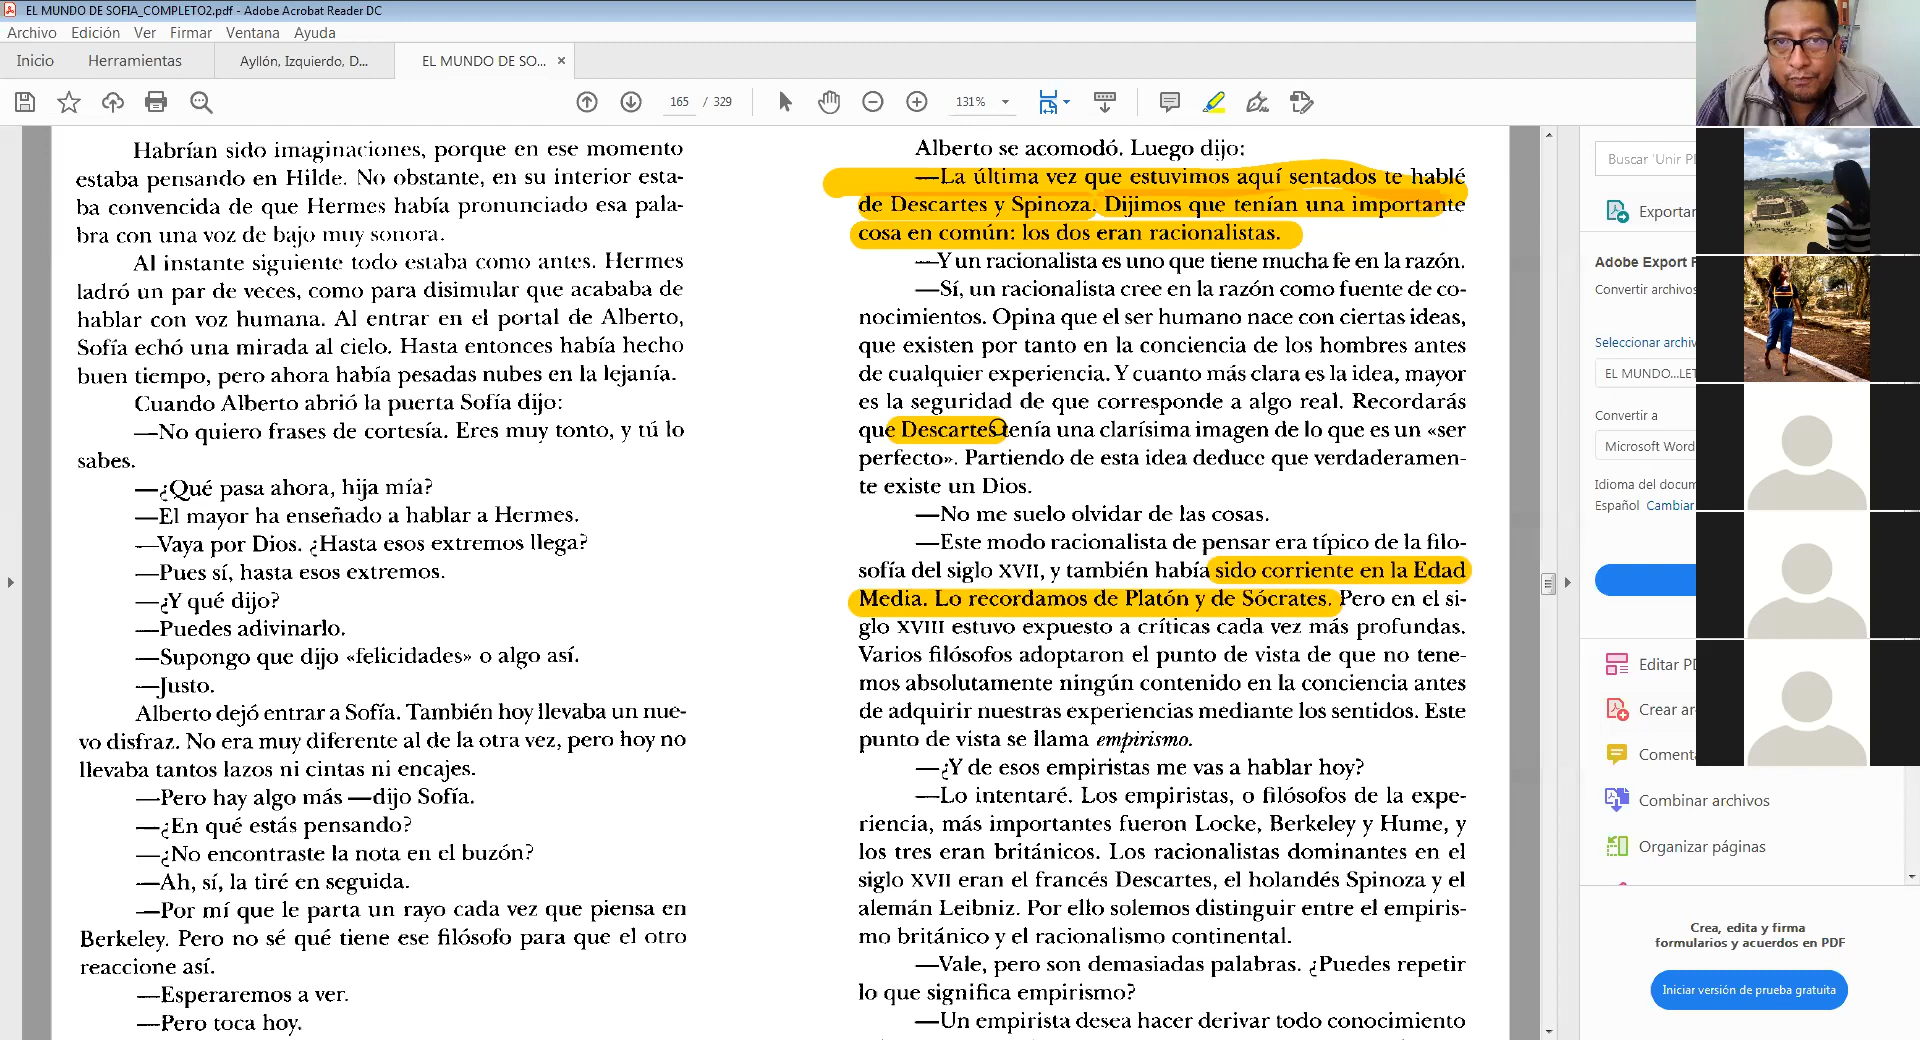 EL MUNDO DE SOFIA_COMPLETO2.pdf - Adobe Acrobat Reader DC
Archivo Edición Ver Firmar Ventana Ayuda
Inicio Herramientas Ayllón, Izquierdo, D... EL MUNDO DE SO... ×
165 / 329 131%
Habrían sido imaginaciones, porque en ese momento
estaba pensando en Hilde. No obstante, en su interior esta-
ba convencida de que Hermes había pronunciado esa pala-
bra con una voz de bajo muy sonora.
Al instante siguiente todo estaba como antes. Hermes
ladró un par de veces, como para disimular que acababa de
hablar con voz humana. Al entrar en el portal de Alberto,
Sofía echó una mirada al cielo. Hasta entonces había hecho
buen tiempo, pero ahora había pesadas nubes en la lejanía.
Cuando Alberto abrió la puerta Sofía dijo:
—No quiero frases de cortesía. Eres muy tonto, y tú lo
sabes.
—¿Qué pasa ahora, hija mía?
—El mayor ha enseñado a hablar a Hermes.
—Vaya por Dios. ¿Hasta esos extremos llega?
—Pues sí, hasta esos extremos.
—¿Y qué dijo?
—Puedes adivinarlo.
—Supongo que dijo «felicidades» o algo así.
—Justo.
Alberto dejó entrar a Sofía. También hoy llevaba un nue-
vo disfraz. No era muy diferente al de la otra vez, pero hoy no
llevaba tantos lazos ni cintas ni encajes.
—Pero hay algo más —dijo Sofía.
—¿En qué estás pensando?
—¿No encontraste la nota en el buzón?
—Ah, sí, la tiré en seguida.
—Por mí que le parta un rayo cada vez que piensa en
Berkeley. Pero no sé qué tiene ese filósofo para que el otro
reaccione así.
—Esperaremos a ver.
—Pero toca hoy.
Alberto se acomodó. Luego dijo:
—La última vez que estuvimos aquí sentados te hablé
de Descartes y Spinoza. Dijimos que tenían una importante
cosa en común: los dos eran racionalistas.
—Y un racionalista es uno que tiene mucha fe en la razón.
—Sí, un racionalista cree en la razón como fuente de co-
nocimientos. Opina que el ser humano nace con ciertas ideas,
que existen por tanto en la conciencia de los hombres antes
de cualquier experiencia. Y cuanto más clara es la idea, mayor
es la seguridad de que corresponde a algo real. Recordarás
que Descartes tenía una clarísima imagen de lo que es un «ser
perfecto». Partiendo de esta idea deduce que verdaderamen-
te existe un Dios.
—No me suelo olvidar de las cosas.
—Este modo racionalista de pensar era típico de la filo-
sofía del siglo XVII, y también había sido corriente en la Edad
Media. Lo recordamos de Platón y de Sócrates. Pero en el si-
glo XVIII estuvo expuesto a críticas cada vez más profundas.
Varios filósofos adoptaron el punto de vista de que no tene-
mos absolutamente ningún contenido en la conciencia antes
de adquirir nuestras experiencias mediante los sentidos. Este
punto de vista se llama empirismo.
—¿Y de esos empiristas me vas a hablar hoy?
—Lo intentaré. Los empiristas, o filósofos de la expe-
riencia, más importantes fueron Locke, Berkeley y Hume, y
los tres eran británicos. Los racionalistas dominantes en el
siglo XVII eran el francés Descartes, el holandés Spinoza y el
alemán Leibniz. Por ello solemos distinguir entre el empiris-
mo británico y el racionalismo continental.
—Vale, pero son demasiadas palabras. ¿Puedes repetir
lo que significa empirismo?
—Un empirista desea hacer derivar todo conocimiento
Buscar 'Unir P
Exportar
Adobe Export
Convertir archivos
Seleccionar archiv
EL MUNDO...LET
Convertir a
Microsoft Word
Idioma del docum
Español Cambiar
Editar PD
Crear ar
Comenta
Combinar archivos
Organizar páginas
Crea, edita y firma
formularios y acuerdos en PDF
Iniciar versión de prueba gratuita